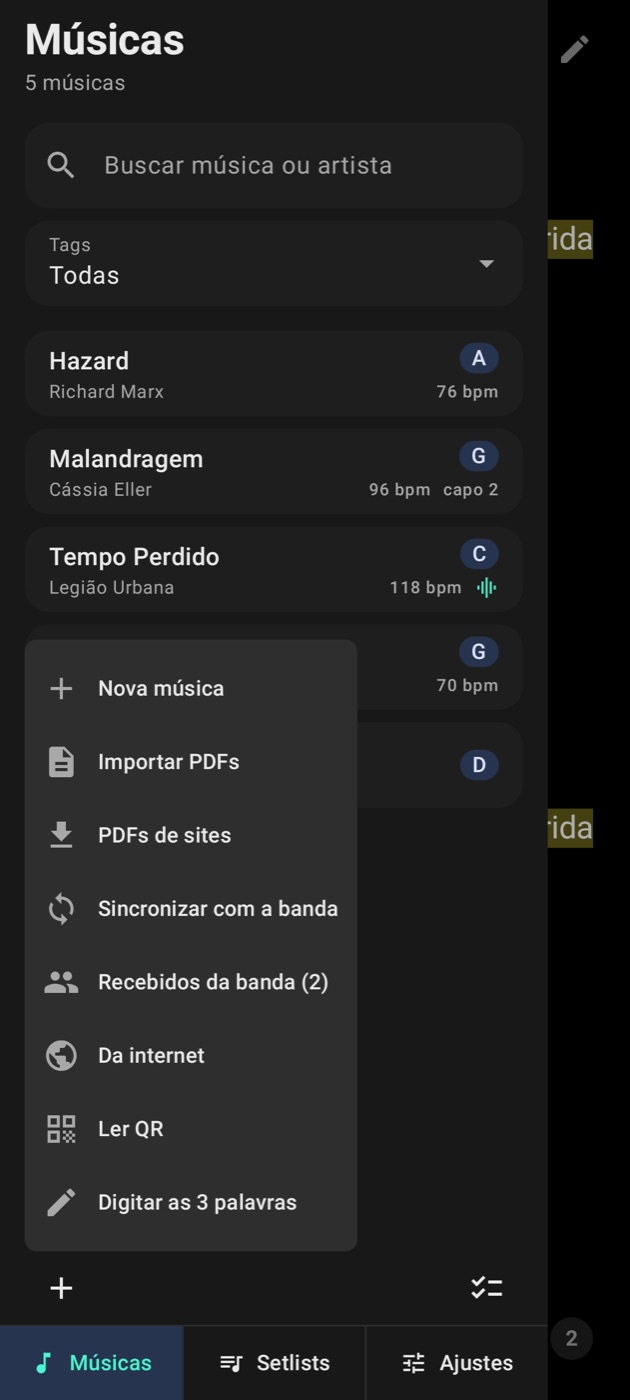 Músicas
5 músicas
Buscar música ou artista
Tags
Todas
rida
Hazard
A
Richard Marx
76 bpm
Malandragem
G
Cássia Eller
96 bpm capo 2
Tempo Perdido
C
Legião Urbana
118 bpm
G
70 bpm
D
Nova música
Importar PDFs
PDFs de sites
rida
Sincronizar com a banda
Recebidos da banda (2)
Da internet
Ler QR
Digitar as 3 palavras
2
Músicas
Setlists
Ajustes